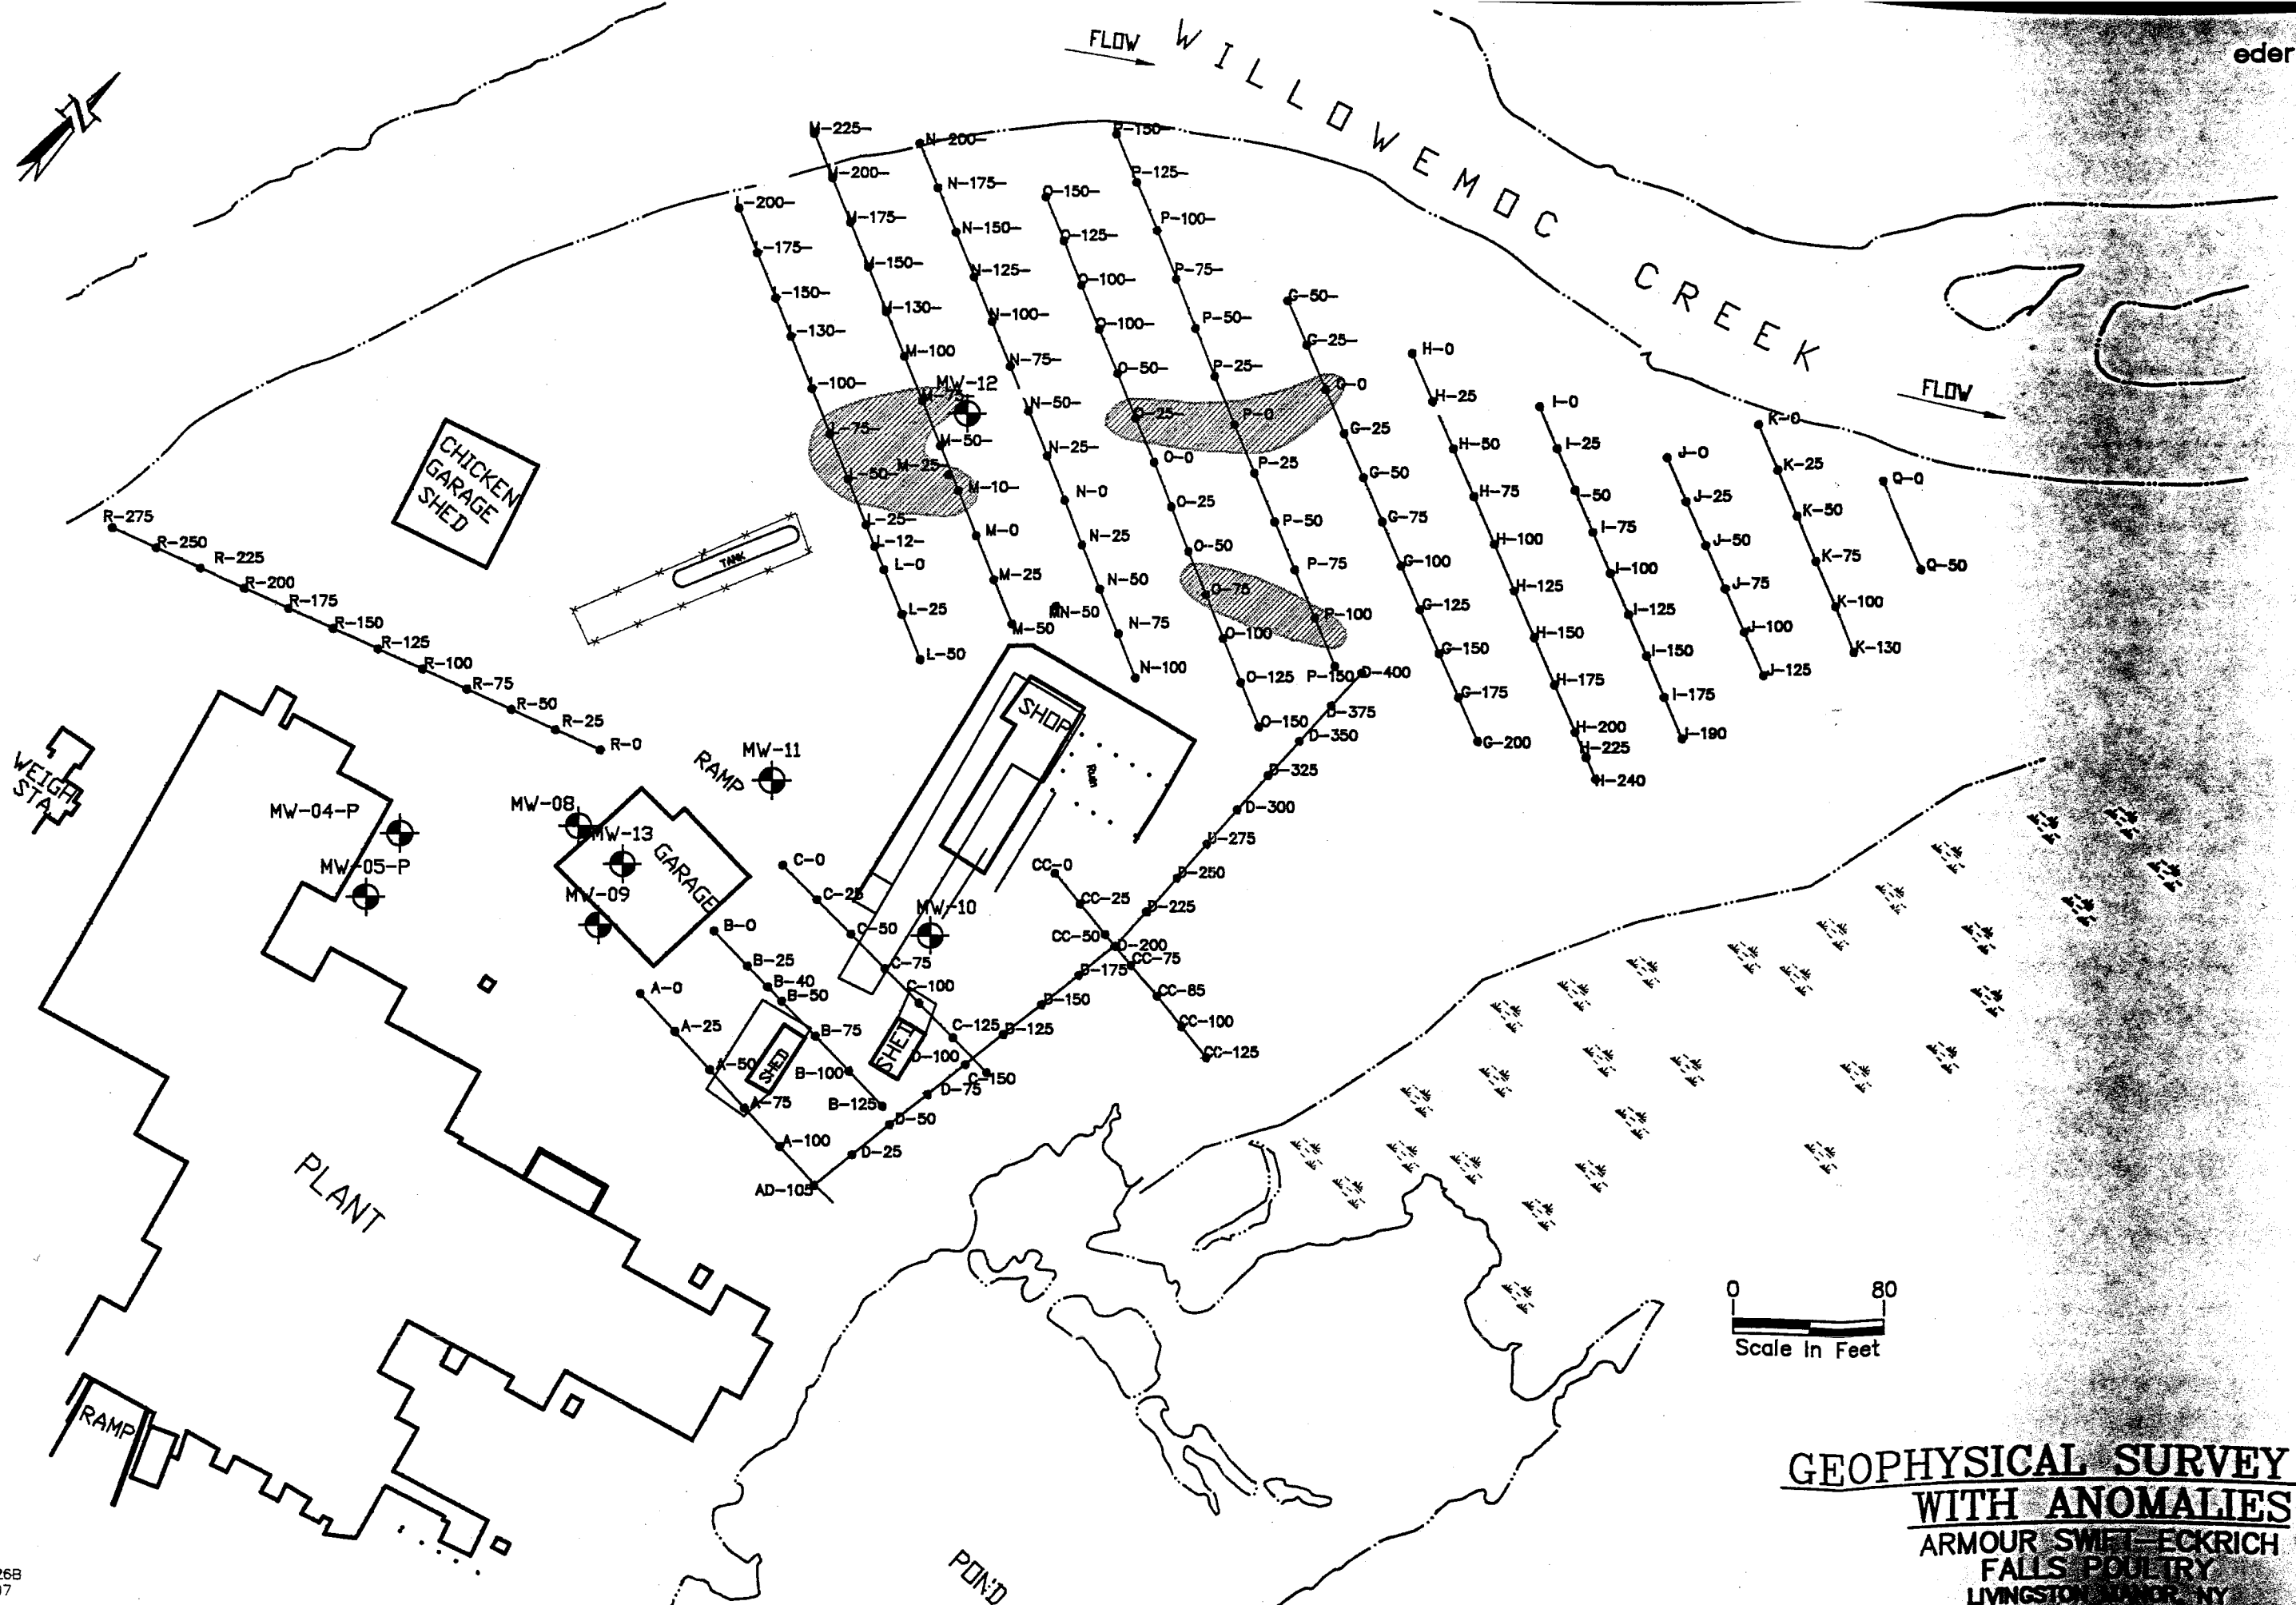 FLOW
WILLOWEMOC
CREEK
FLOW
eder
N
M-225-
M-200-
M-175-
M-150-
M-130-
M-100
M-75-
M-50-
M-25-
M-10-
M-0
M-25
M-50
MW-12
L-200-
L-175-
L-150-
L-130-
L-100-
L-75-
L-50-
L-25-
L-12-
L-0
L-25
L-50
N-200-
N-175-
N-150-
N-125-
N-100-
N-75-
N-50-
N-25-
N-0
N-25
N-50
N-75
N-100
MN-50
O-150-
O-125-
O-100-
O-100-
O-50-
O-25-
O-0
O-25
O-50
O-75
O-100
O-125
O-150
P-150-
P-125-
P-100-
P-75-
P-50-
P-25-
P-0
P-25
P-50
P-75
P-100
P-150
G-50-
G-25-
G-0
G-25
G-50
G-75
G-100
G-125
G-150
G-175
G-200
H-0
H-25
H-50
H-75
H-100
H-125
H-150
H-175
H-200
H-225
H-240
I-0
I-25
I-50
I-75
I-100
I-125
I-150
I-175
I-190
J-0
J-25
J-50
J-75
J-100
J-125
K-0
K-25
K-50
K-75
K-100
K-130
Q-0
Q-50
CHICKEN
GARAGE
SHED
TANK
R-275
R-250
R-225
R-200
R-175
R-150
R-125
R-100
R-75
R-50
R-25
R-0
WEIGH
STA
MW-04-P
MW-05-P
MW-08
MW-13
MW-09
GARAGE
RAMP
MW-11
SHOP
Ruin
MW-10
D-400
D-375
D-350
D-325
D-300
D-275
D-250
D-225
D-200
D-175
D-150
D-125
D-100
D-75
D-50
D-25
AD-105
CC-0
CC-25
CC-50
CC-75
CC-85
CC-100
CC-125
C-0
C-25
C-50
C-75
C-100
C-125
C-150
B-0
B-25
B-40
B-50
B-75
B-100
B-125
A-0
A-25
A-50
A-75
A-100
SHED
SHED
PLANT
RAMP
POND
0 80
Scale In Feet
GEOPHYSICAL SURVEY
WITH ANOMALIES
ARMOUR SWIFT-ECKRICH
FALLS POULTRY
LIVINGSTON MANOR, NY
26B